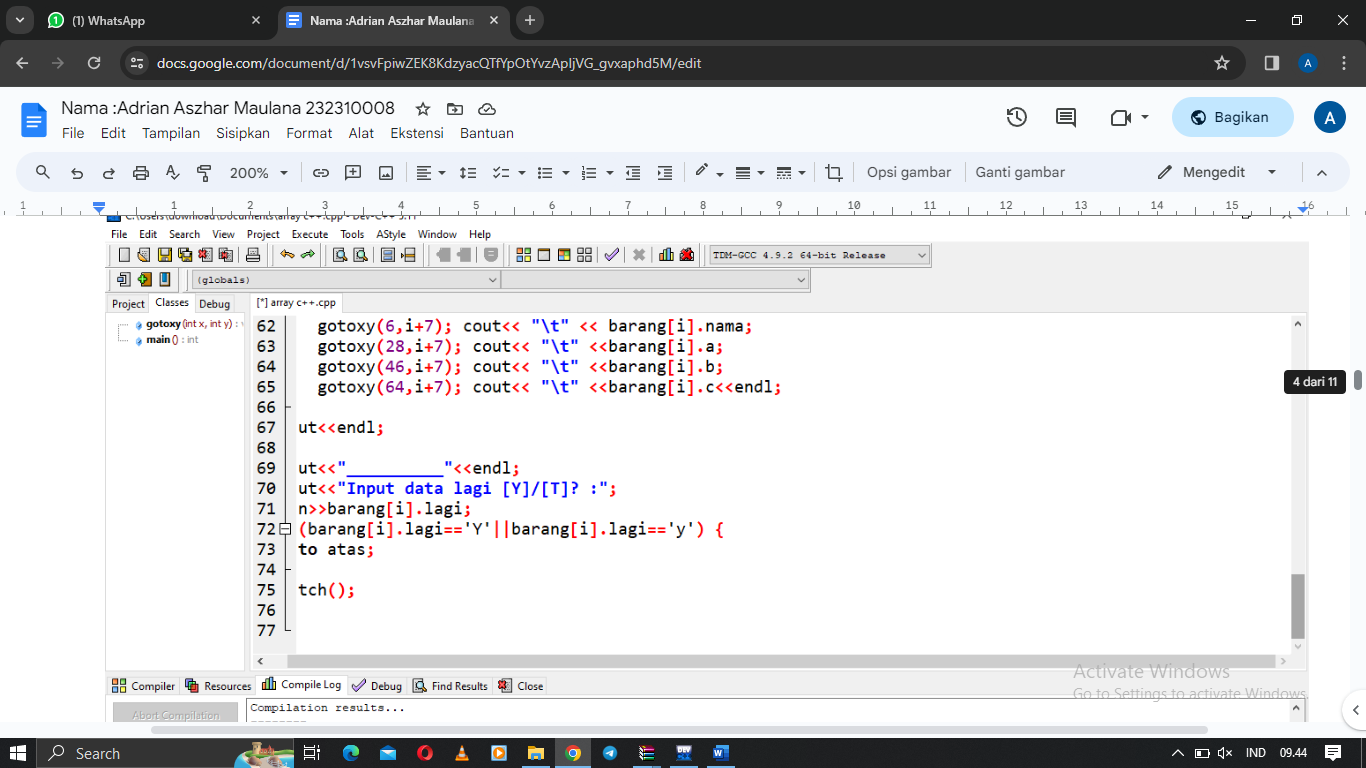 (1) WhatsApp
Nama :Adrian Aszhar Maulana
docs.google.com/document/d/1vsvFpiwZEK8KdzyacQTfYpOtYvzApIjVG_gvxaphd5M/edit
A
Nama :Adrian Aszhar Maulana 232310008
File Edit Tampilan Sisipkan Format Alat Ekstensi Bantuan
Bagikan
A
200%
Opsi gambar
Ganti gambar
Mengedit
1 1 2 3 4 5 6 7 8 9 10 11 12 13 14 15 16
C:\Users\download\Documents\array c++.cpp - Dev-C++ 5.11
File Edit Search View Project Execute Tools AStyle Window Help
TDM-GCC 4.9.2 64-bit Release
(globals)
Project Classes Debug
[*] array c++.cpp
gotoxy (int x, int y) :
main () : int
62 gotoxy(6,i+7); cout<< "\t" << barang[i].nama;
63 gotoxy(28,i+7); cout<< "\t" <<barang[i].a;
64 gotoxy(46,i+7); cout<< "\t" <<barang[i].b;
65 gotoxy(64,i+7); cout<< "\t" <<barang[i].c<<endl;
66
67 ut<<endl;
68
69 ut<<"__________"<<endl;
70 ut<<"Input data lagi [Y]/[T]? :";
71 n>>barang[i].lagi;
72 (barang[i].lagi=='Y'||barang[i].lagi=='y') {
73 to atas;
74
75 tch();
76
77
4 dari 11
Compiler Resources Compile Log Debug Find Results Close
Abort Compilation
Compilation results...
--------
Activate Windows
Go to Settings to activate Windows.
Search
IND
09.44